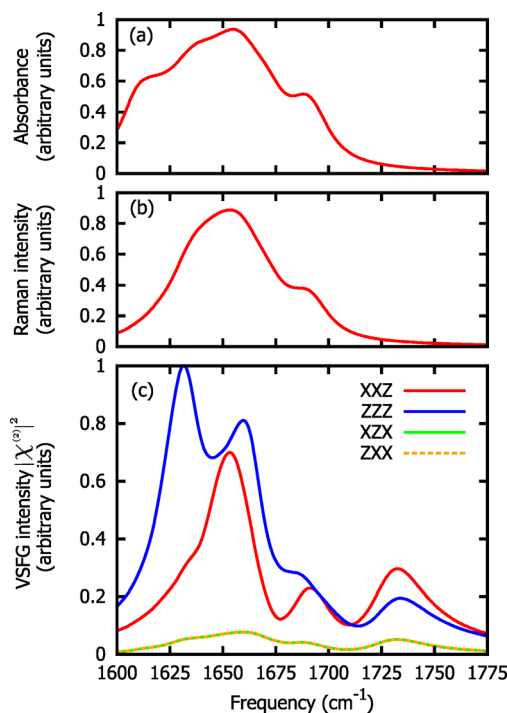 (a)
Absorbance
(arbitrary units)
1
0.8
0.6
0.4
0.2
0
(b)
Raman intensity
(arbitrary units)
1
0.8
0.6
0.4
0.2
0
(c)
VSFG intensity |χ⁽²⁾|²
(arbitrary units)
1
0.8
0.6
0.4
0.2
0
XXZ
ZZZ
XZX
ZXX
1600 1625 1650 1675 1700 1725 1750 1775
Frequency (cm⁻¹)